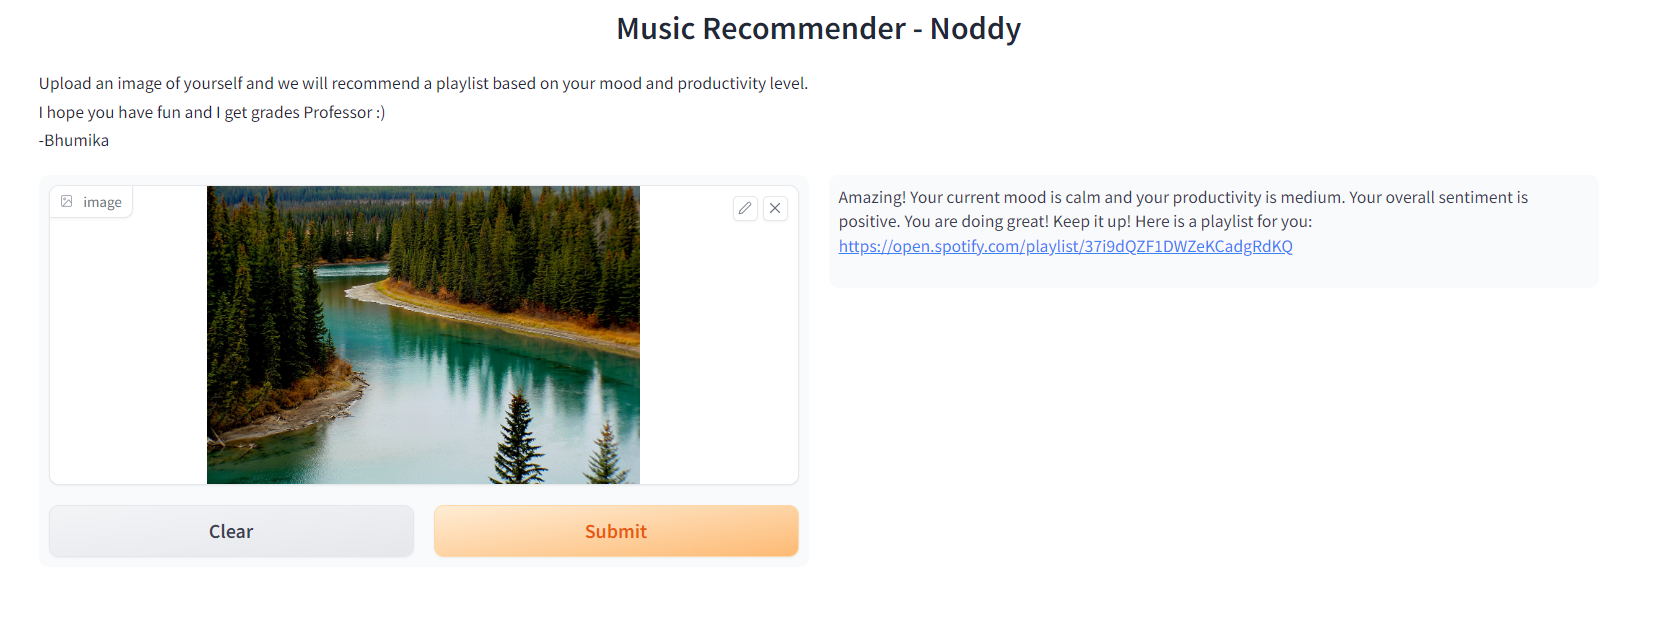 Music Recommender - Noddy
Upload an image of yourself and we will recommend a playlist based on your mood and productivity level.
I hope you have fun and I get grades Professor :)
-Bhumika
image
Amazing! Your current mood is calm and your productivity is medium. Your overall sentiment is
positive. You are doing great! Keep it up! Here is a playlist for you:
https://open.spotify.com/playlist/37i9dQZF1DWZeKCadgRdKQ
Clear
Submit